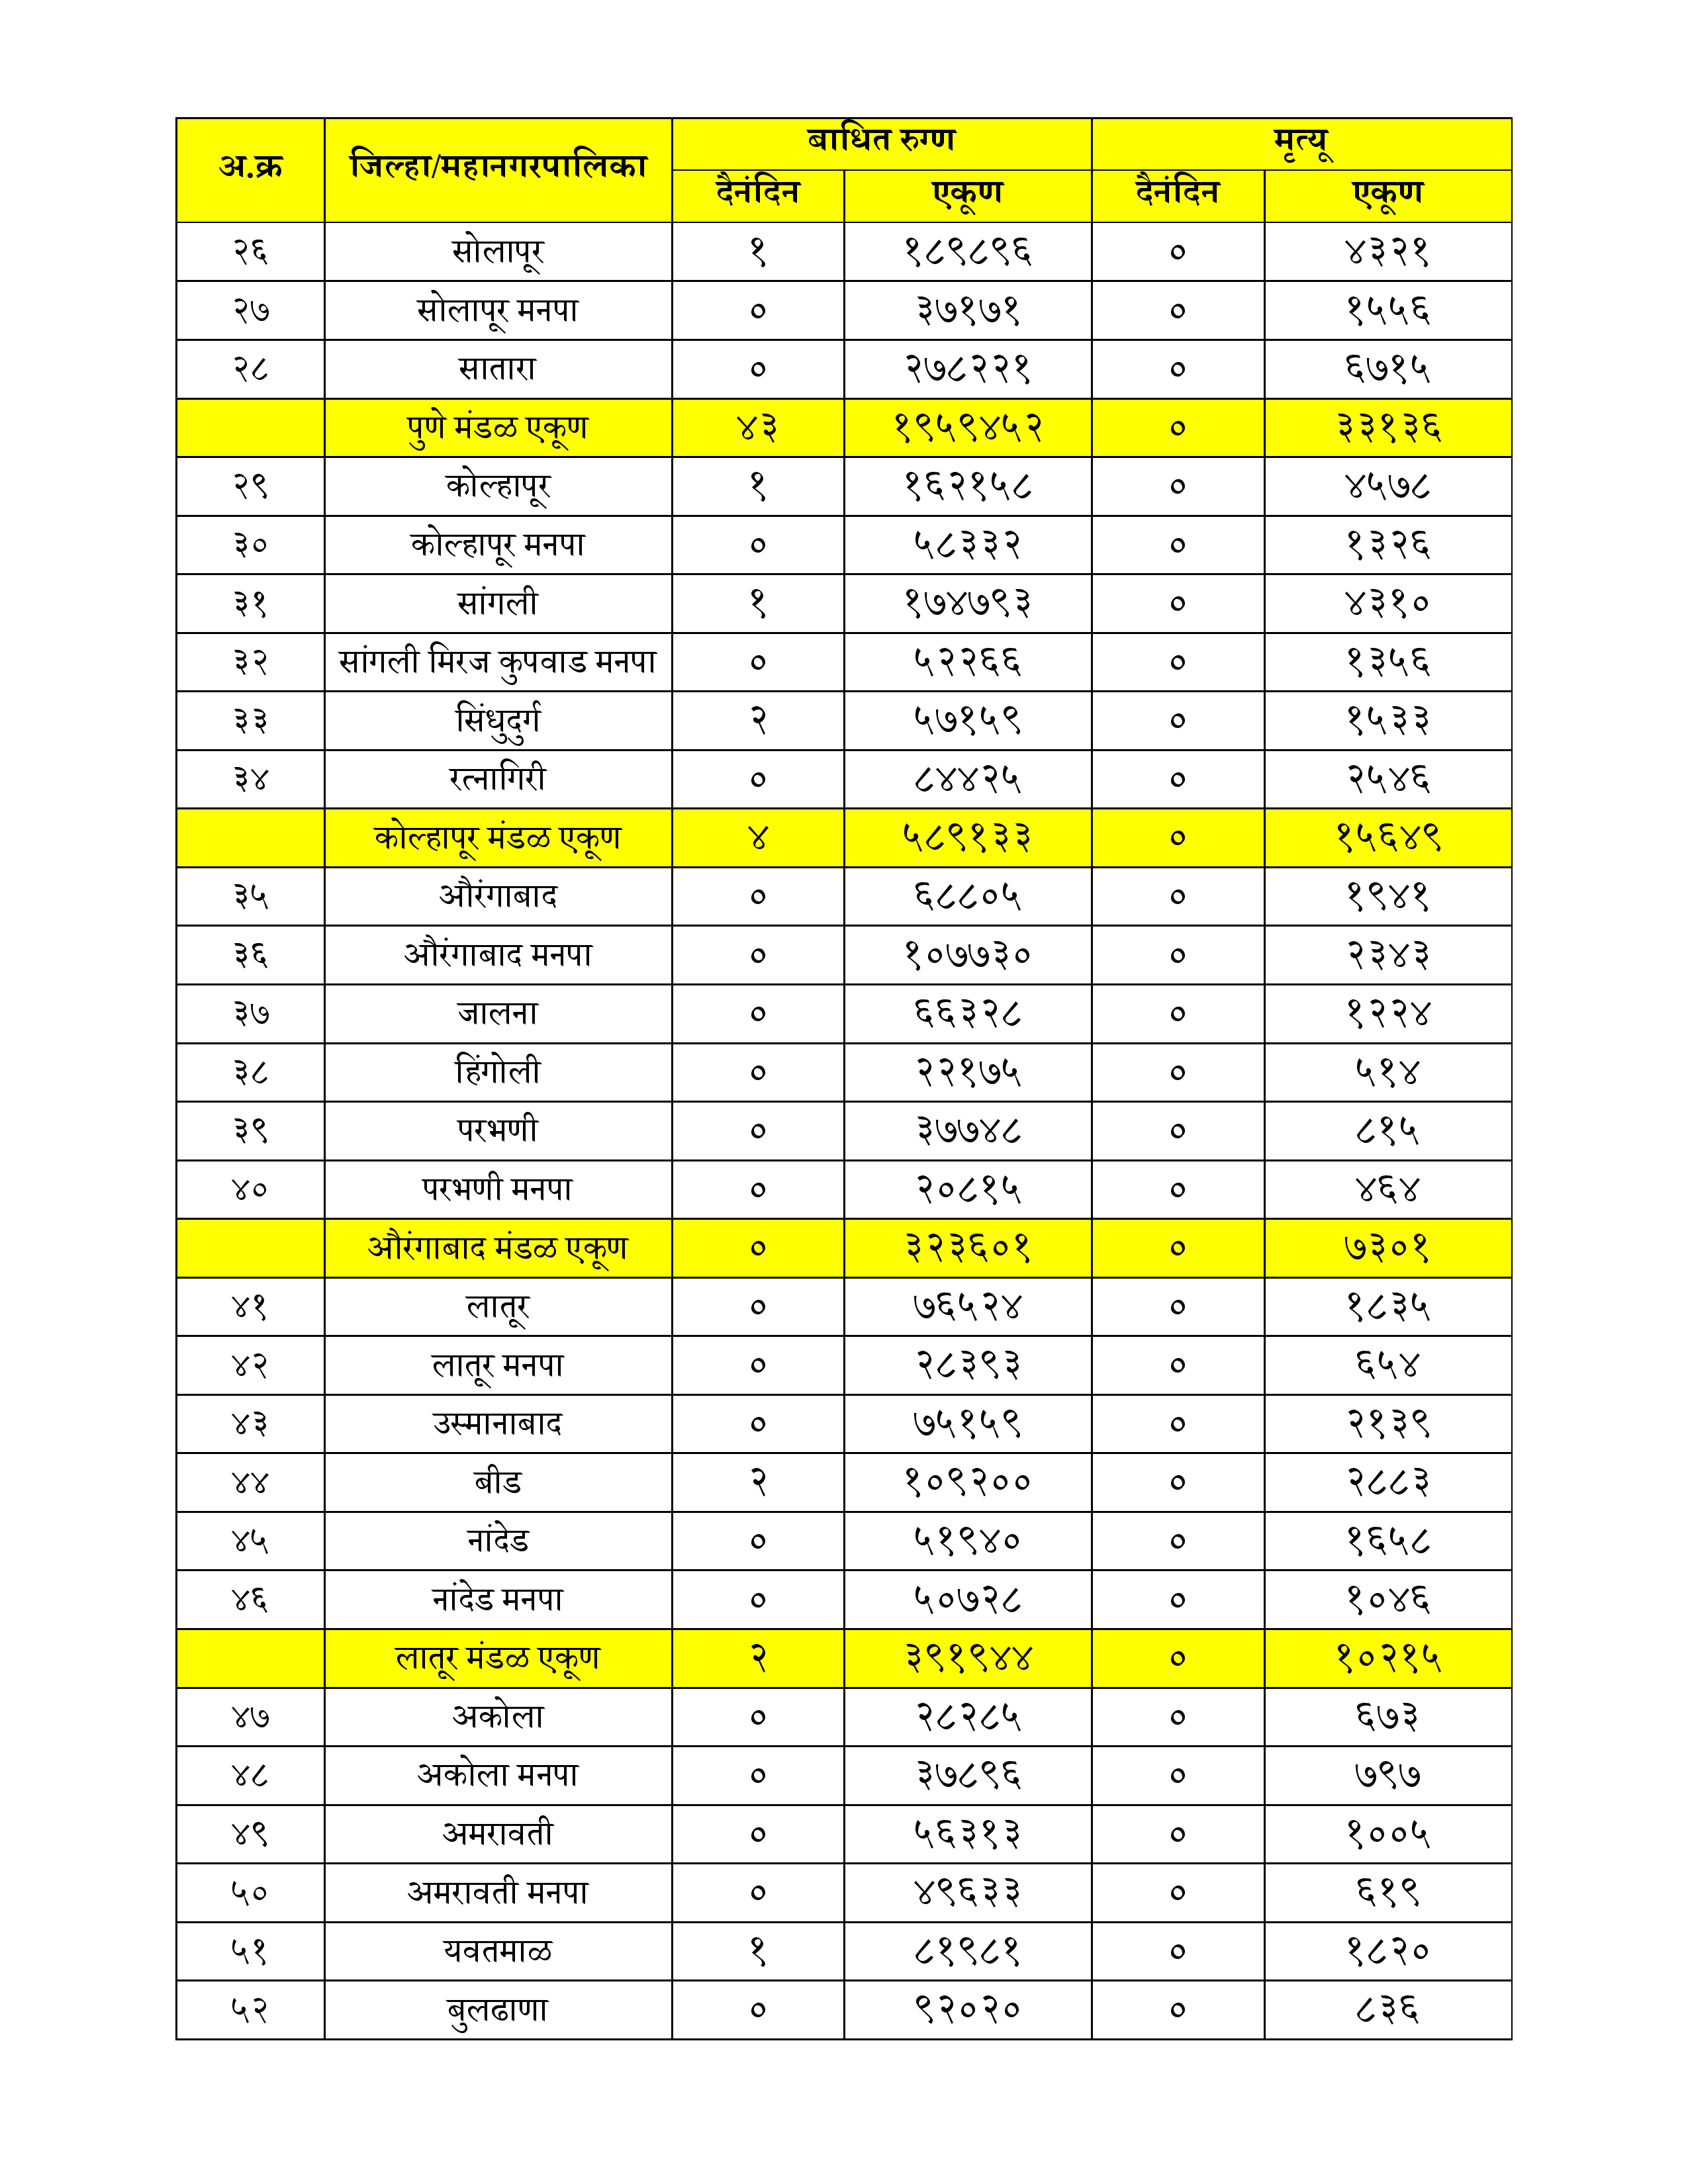 अ.क्र जिल्हा/महानगरपालिका बाधित रुग्ण मृत्यू
दैनंदिन एकूण दैनंदिन एकूण
२६ सोलापूर १ १८९८९६ ० ४३२१
२७ सोलापूर मनपा ० ३७१७१ ० १५५६
२८ सातारा ० २७८२२१ ० ६७१५
पुणे मंडळ एकूण ४३ १९५९४५२ ० ३३१३६
२९ कोल्हापूर १ १६२१५८ ० ४५७८
३० कोल्हापूर मनपा ० ५८३३२ ० १३२६
३१ सांगली १ १७४७९३ ० ४३१०
३२ सांगली मिरज कुपवाड मनपा ० ५२२६६ ० १३५६
३३ सिंधुदुर्ग २ ५७१५९ ० १५३३
३४ रत्नागिरी ० ८४४२५ ० २५४६
कोल्हापूर मंडळ एकूण ४ ५८९१३३ ० १५६४९
३५ औरंगाबाद ० ६८८०५ ० १९४१
३६ औरंगाबाद मनपा ० १०७७३० ० २३४३
३७ जालना ० ६६३२८ ० १२२४
३८ हिंगोली ० २२१७५ ० ५१४
३९ परभणी ० ३७७४८ ० ८१५
४० परभणी मनपा ० २०८१५ ० ४६४
औरंगाबाद मंडळ एकूण ० ३२३६०१ ० ७३०१
४१ लातूर ० ७६५२४ ० १८३५
४२ लातूर मनपा ० २८३९३ ० ६५४
४३ उस्मानाबाद ० ७५१५९ ० २१३९
४४ बीड २ १०९२०० ० २८८३
४५ नांदेड ० ५१९४० ० १६५८
४६ नांदेड मनपा ० ५०७२८ ० १०४६
लातूर मंडळ एकूण २ ३९१९४४ ० १०२१५
४७ अकोला ० २८२८५ ० ६७३
४८ अकोला मनपा ० ३७८९६ ० ७९७
४९ अमरावती ० ५६३१३ ० १००५
५० अमरावती मनपा ० ४९६३३ ० ६१९
५१ यवतमाळ १ ८१९८१ ० १८२०
५२ बुलढाणा ० ९२०२० ० ८३६